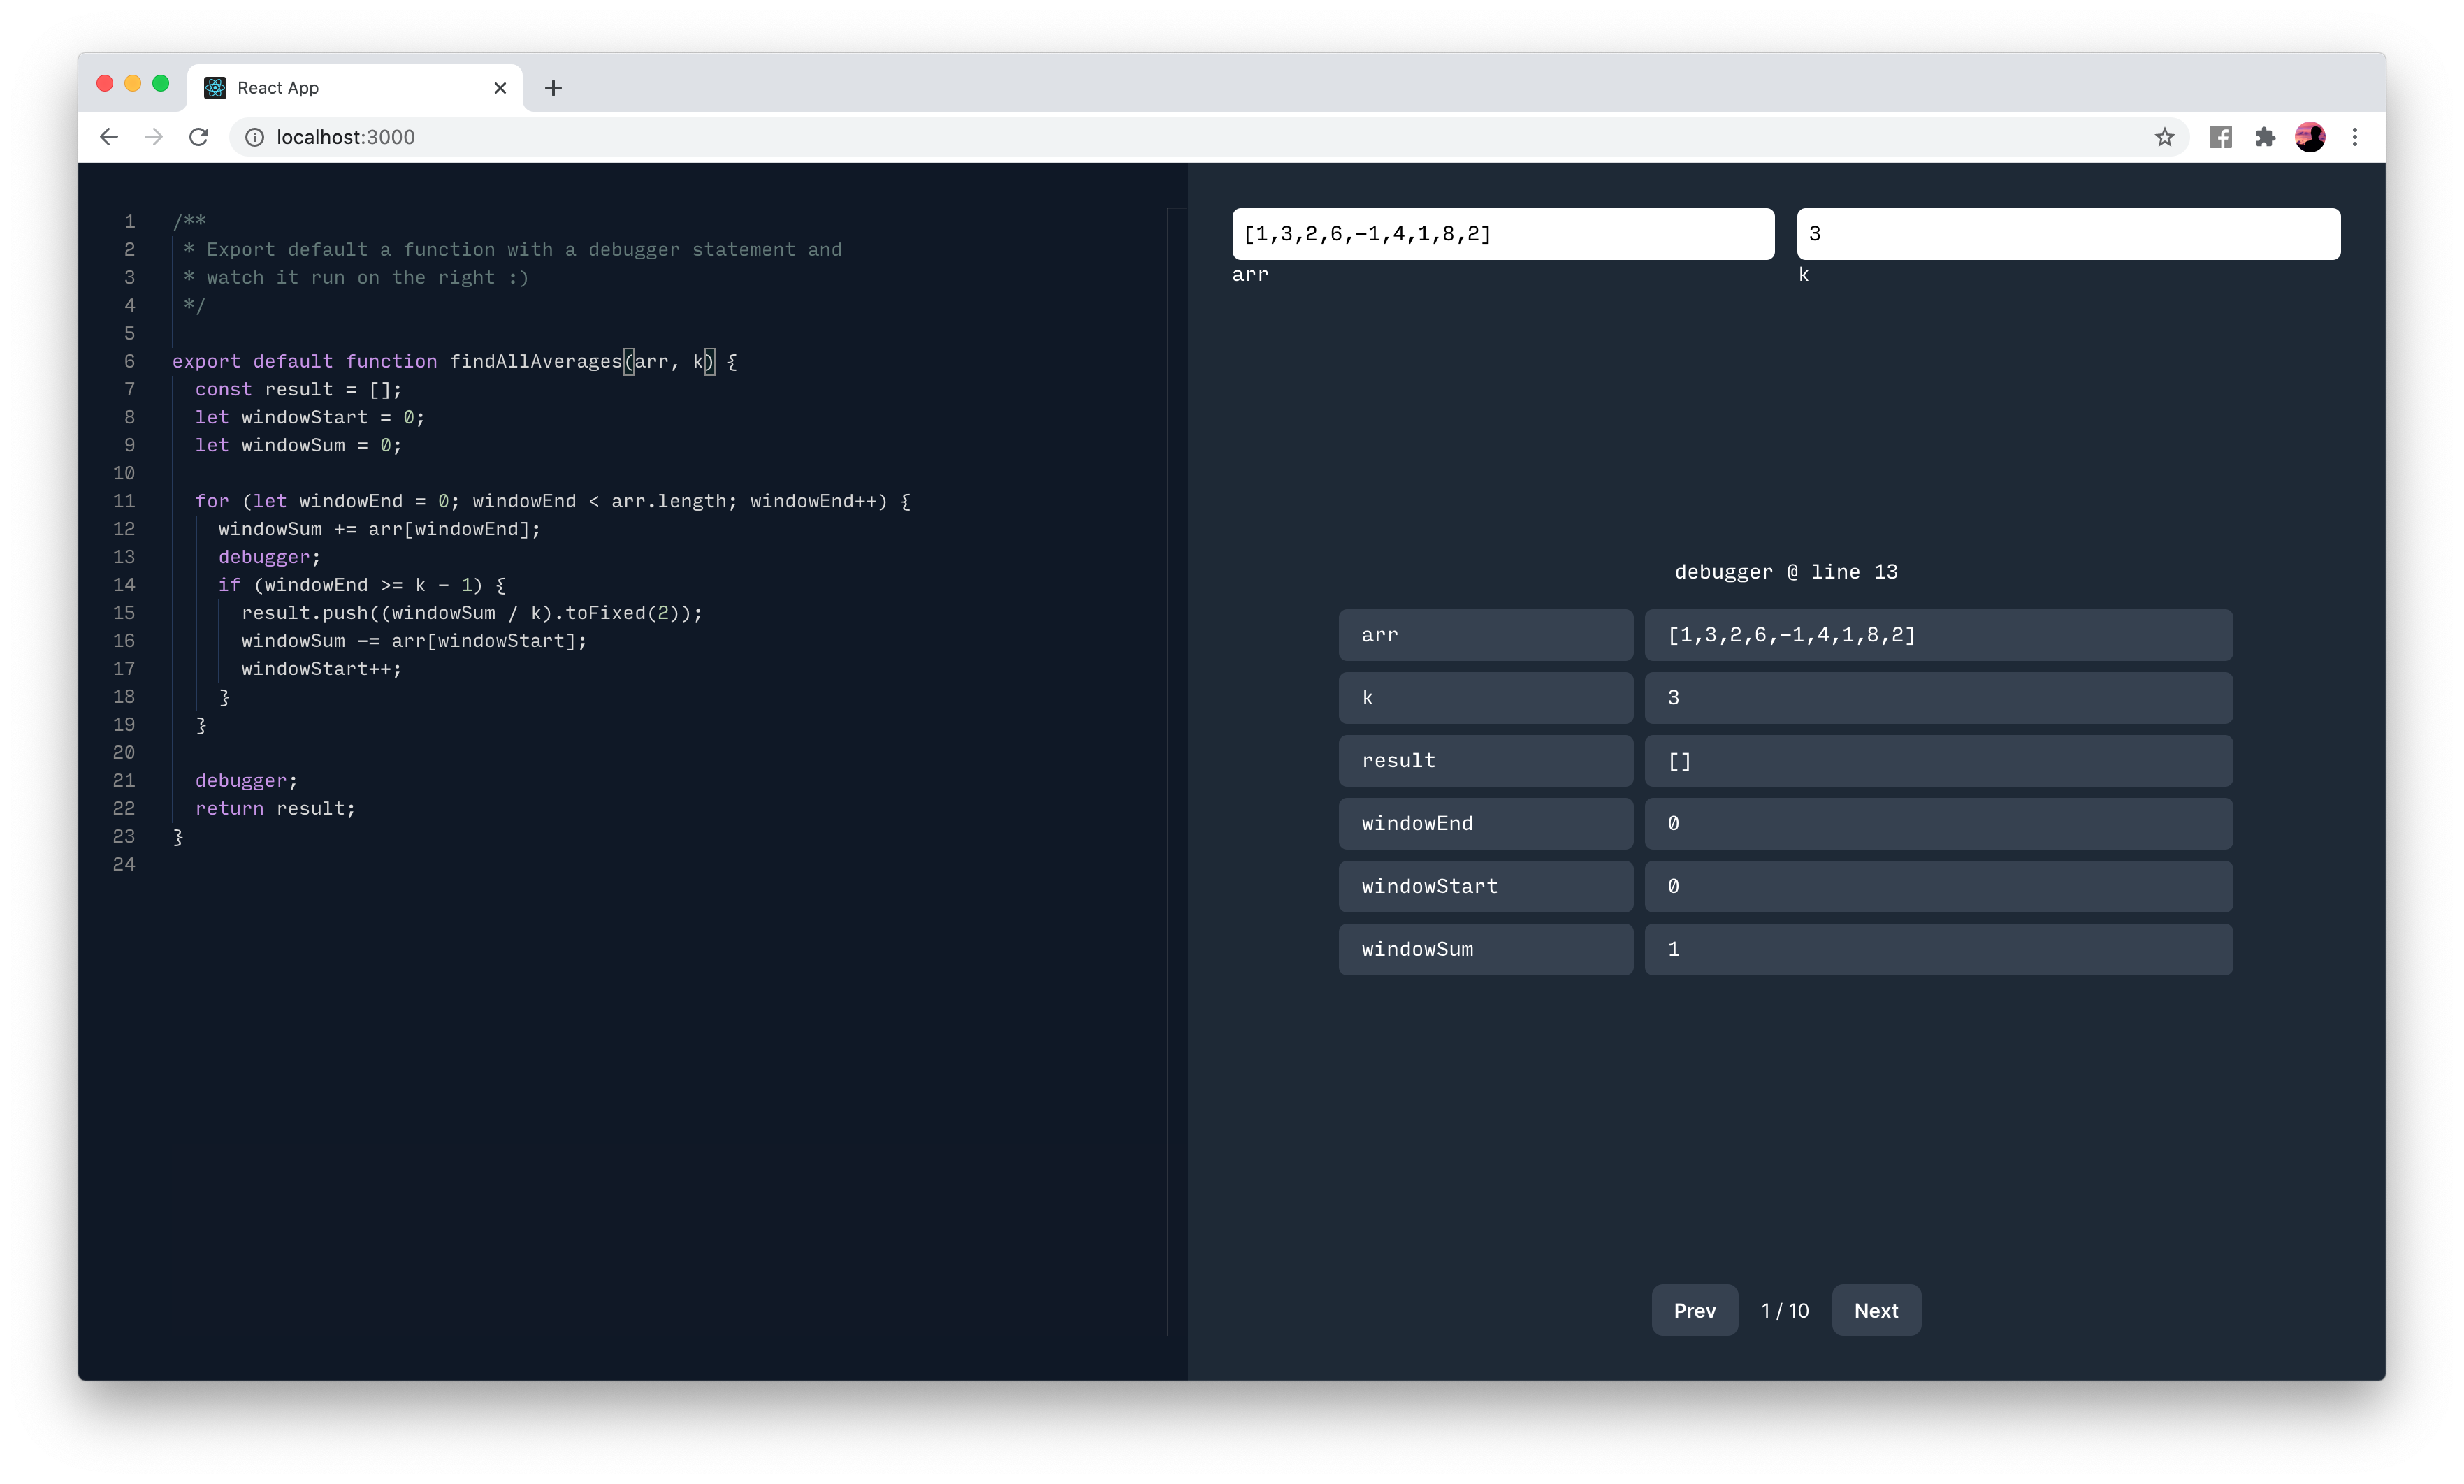 React App
localhost:3000
1 /**
2 * Export default a function with a debugger statement and
3 * watch it run on the right :)
4 */
5
6 export default function findAllAverages(arr, k) {
7 const result = [];
8 let windowStart = 0;
9 let windowSum = 0;
10
11 for (let windowEnd = 0; windowEnd < arr.length; windowEnd++) {
12 windowSum += arr[windowEnd];
13 debugger;
14 if (windowEnd >= k - 1) {
15 result.push((windowSum / k).toFixed(2));
16 windowSum -= arr[windowStart];
17 windowStart++;
18 }
19 }
20
21 debugger;
22 return result;
23 }
24
[1,3,2,6,-1,4,1,8,2]
arr
3
k
debugger @ line 13
arr [1,3,2,6,-1,4,1,8,2]
k 3
result []
windowEnd 0
windowStart 0
windowSum 1
Prev 1 / 10 Next